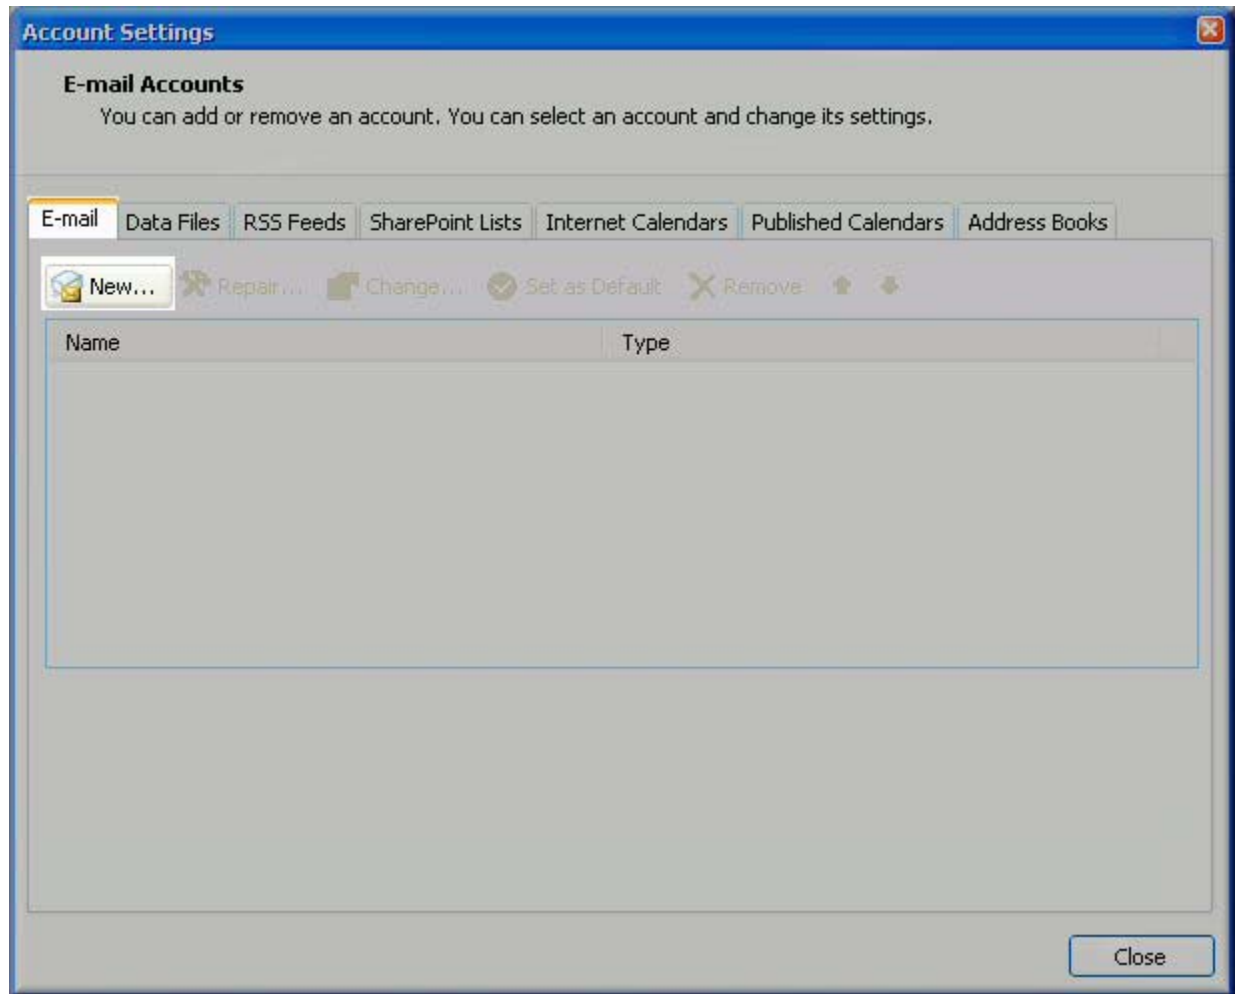 Account Settings
E-mail Accounts
You can add or remove an account. You can select an account and change its settings.
E-mail Data Files RSS Feeds SharePoint Lists Internet Calendars Published Calendars Address Books
New... Repair... Change... Set as Default Remove
Name Type
Close